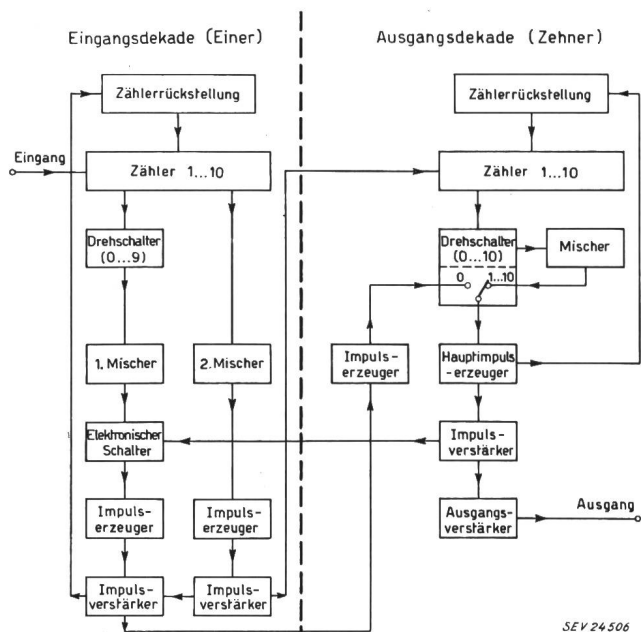 Eingangsdekade (Einer)
Zählerrückstellung
Eingang
Zähler 1...10
Drehschalter
(0...9)
1. Mischer
2. Mischer
Elektronischer
Schalter
Impuls-
erzeuger
Impuls-
erzeuger
Impuls-
verstärker
Impuls-
verstärker
Ausgangsdekade (Zehner)
Zählerrückstellung
Zähler 1...10
Drehschalter
(0...10)
Mischer
0
1...10
Impuls-
erzeuger
Hauptimpuls
-erzeuger
Impuls-
verstärker
Ausgangs-
verstärker
Ausgang
SEV 24506